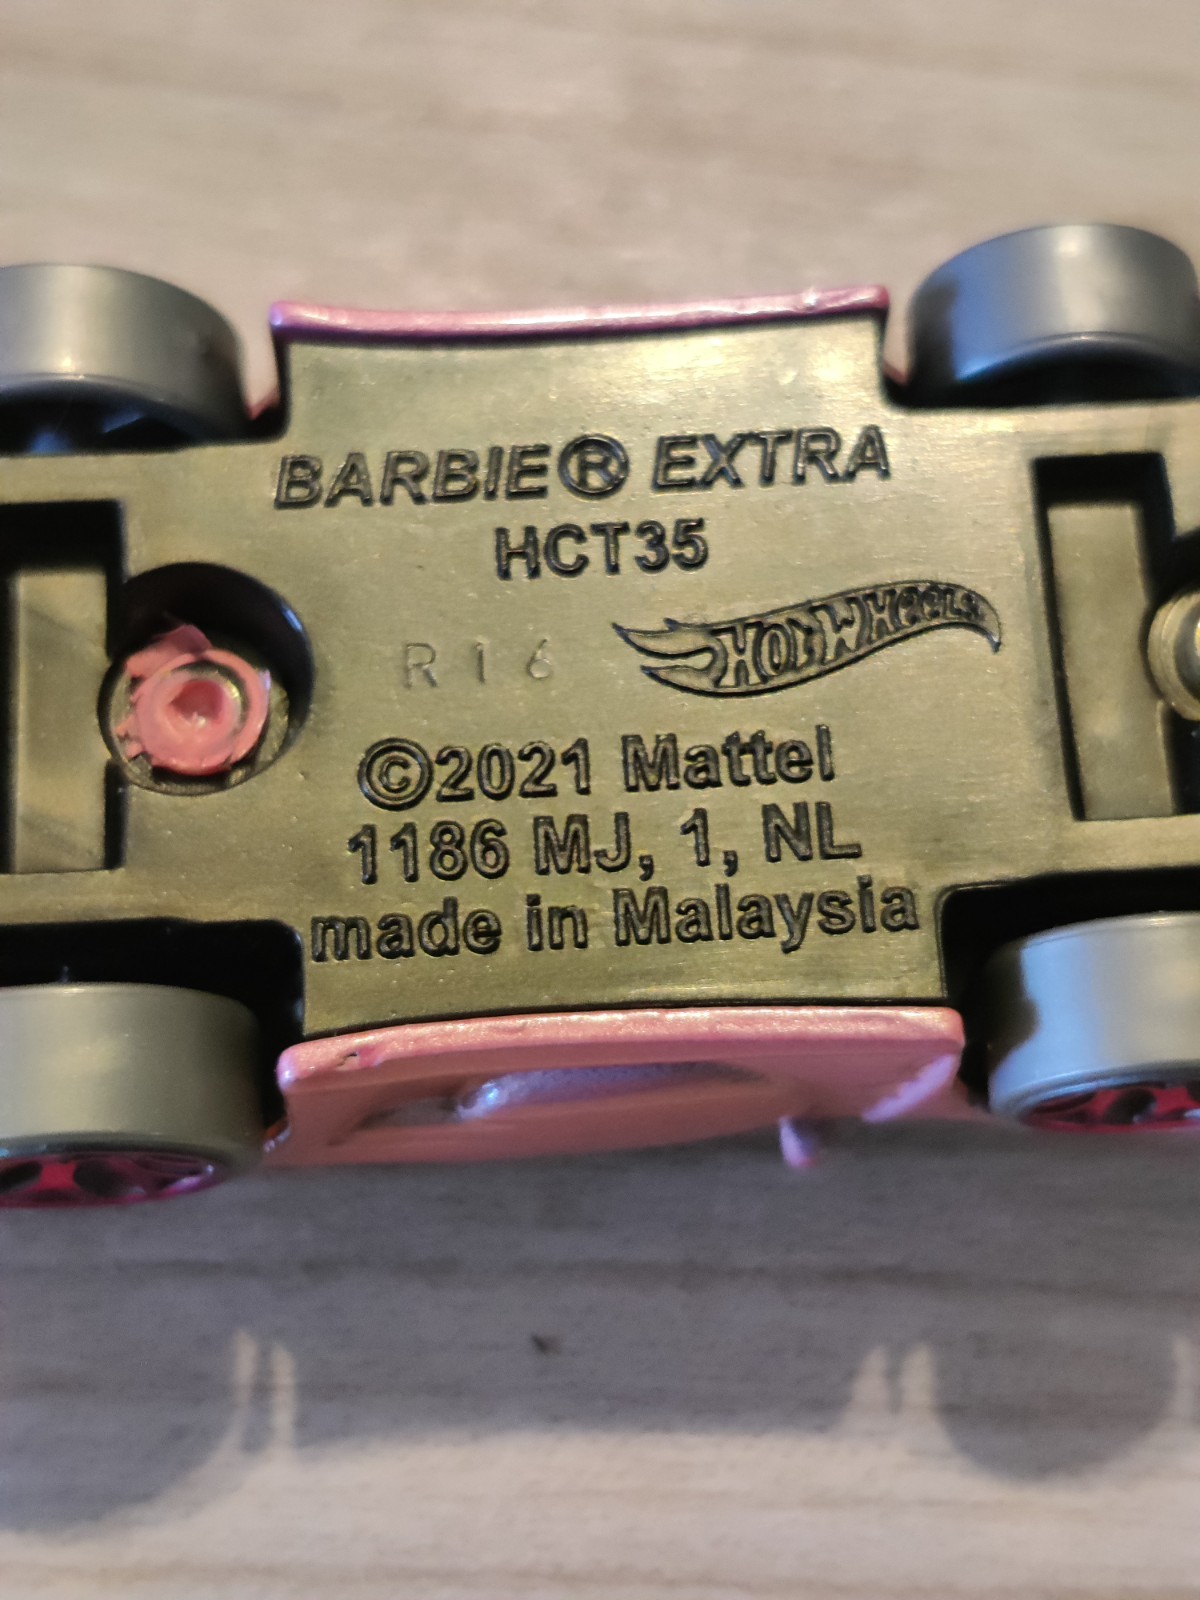 BARBIE® EXTRA
HCT35
R16
HOT WHEELS
©2021 Mattel
1186 MJ, 1, NL
made in Malaysia